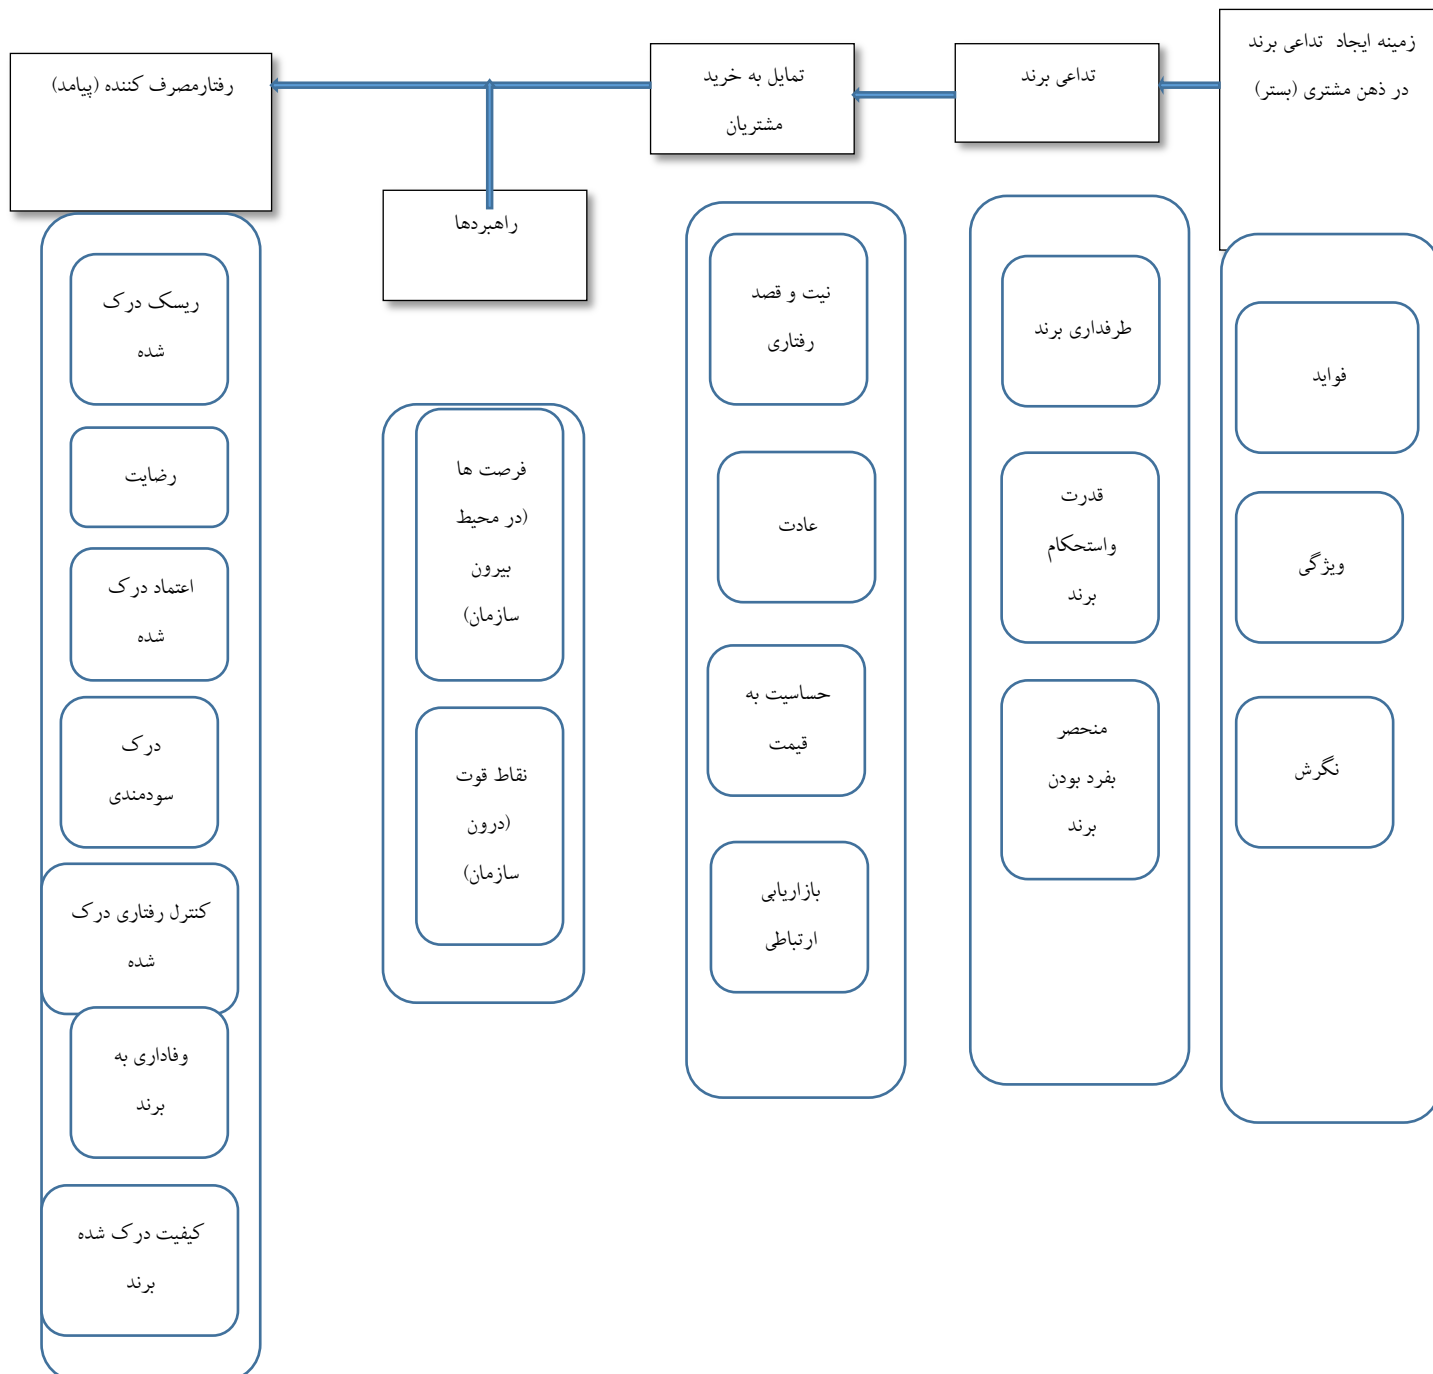 زمینه ایجاد تداعی برند
در ذهن مشتری (بستر)
تداعی برند
تمایل به خرید
مشتریان
رفتارمصرف کننده (پیامد)
راهبردها
فواید
ویژگی
نگرش
طرفداری برند
قدرت
واستحکام
برند
منحصر
بفرد بودن
برند
نیت و قصد
رفتاری
عادت
حساسیت به
قیمت
بازاریابی
ارتباطی
فرصت ها
(در محیط
بیرون
سازمان)
نقاط قوت
(درون
سازمان)
ریسک درک
شده
رضایت
اعتماد درک
شده
درک
سودمندی
کنترل رفتاری درک
شده
وفاداری به
برند
کیفیت درک شده
برند